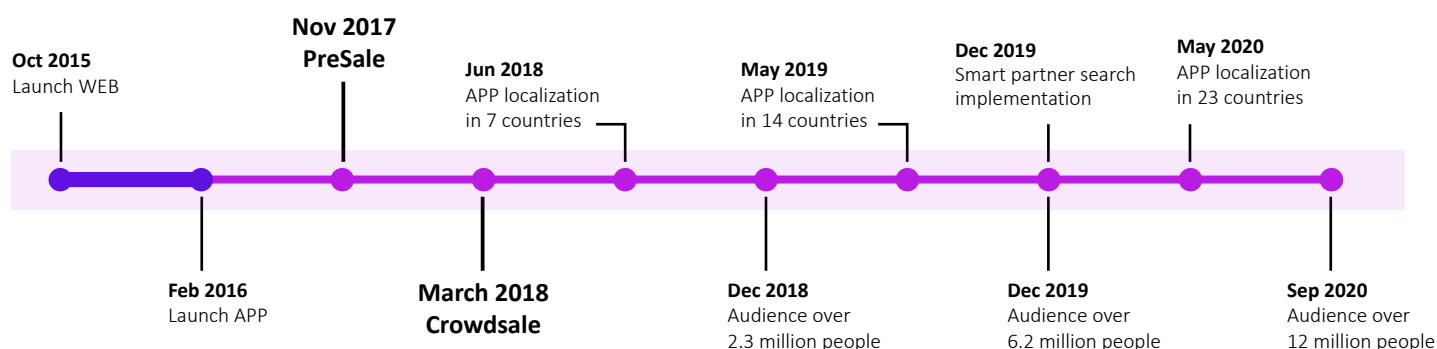 Oct 2015
Launch WEB
Nov 2017
PreSale
Jun 2018
APP localization
in 7 countries
May 2019
APP localization
in 14 countries
Dec 2019
Smart partner search
implementation
May 2020
APP localization
in 23 countries
Feb 2016
Launch APP
March 2018
Crowdsale
Dec 2018
Audience over
2.3 million people
Dec 2019
Audience over
6.2 million people
Sep 2020
Audience over
12 million people